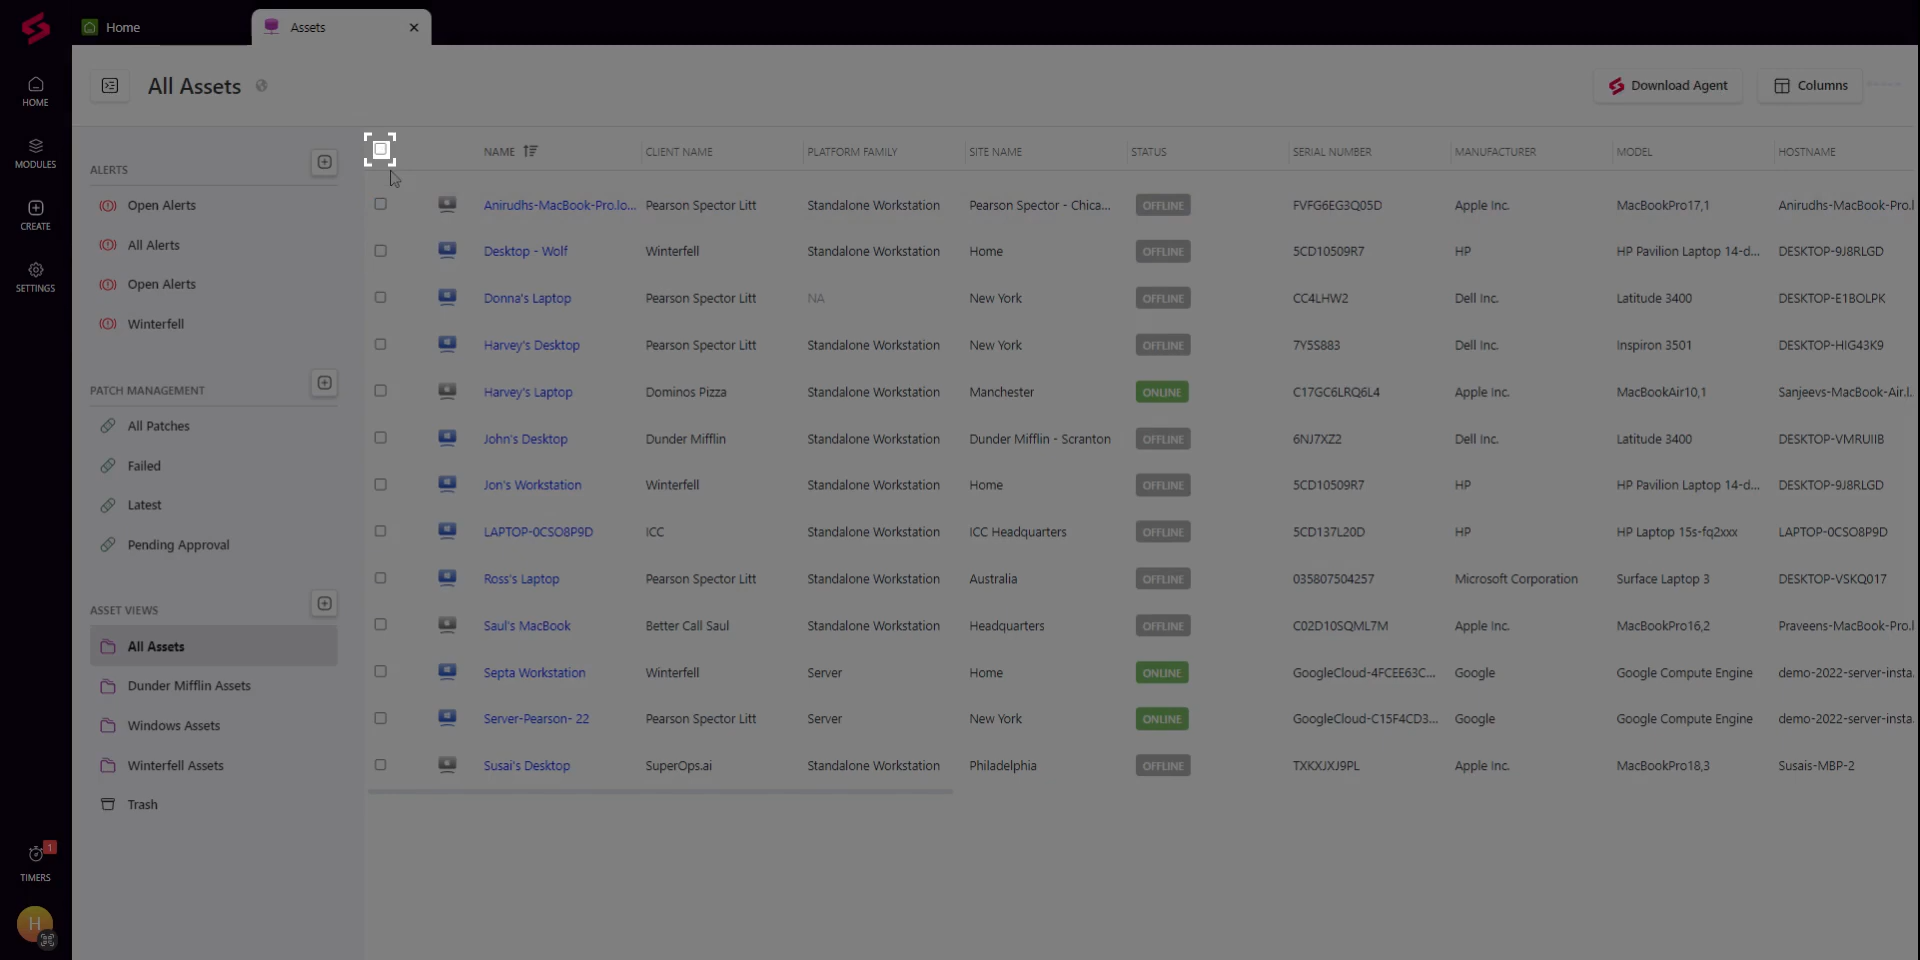 Home
Assets
HOME
MODULES
CREATE
SETTINGS
All Assets
Download Agent
Columns
ALERTS
Open Alerts
All Alerts
Open Alerts
Winterfell
PATCH MANAGEMENT
All Patches
Failed
Latest
Pending Approval
ASSET VIEWS
All Assets
Dunder Mifflin Assets
Windows Assets
Winterfell Assets
Trash
1
TIMERS
H
NAME CLIENT NAME PLATFORM FAMILY SITE NAME STATUS SERIAL NUMBER MANUFACTURER MODEL HOSTNAME
Anirudhs-MacBook-Pro.lo... Pearson Spector Litt Standalone Workstation Pearson Spector - Chica... OFFLINE FVFG6EG3Q05D Apple Inc. MacBookPro17,1 Anirudhs-MacBook-Pro.l
Desktop - Wolf Winterfell Standalone Workstation Home OFFLINE 5CD10509R7 HP HP Pavilion Laptop 14-d... DESKTOP-9J8RLGD
Donna's Laptop Pearson Spector Litt NA New York OFFLINE CC4LHW2 Dell Inc. Latitude 3400 DESKTOP-E1BOLPK
Harvey's Desktop Pearson Spector Litt Standalone Workstation New York OFFLINE 7Y5S883 Dell Inc. Inspiron 3501 DESKTOP-HIG43K9
Harvey's Laptop Dominos Pizza Standalone Workstation Manchester ONLINE C17GC6LRQ6L4 Apple Inc. MacBookAir10,1 Sanjeevs-MacBook-Air.l.
John's Desktop Dunder Mifflin Standalone Workstation Dunder Mifflin - Scranton OFFLINE 6NJ7XZ2 Dell Inc. Latitude 3400 DESKTOP-VMRUIIB
Jon's Workstation Winterfell Standalone Workstation Home OFFLINE 5CD10509R7 HP HP Pavilion Laptop 14-d... DESKTOP-9J8RLGD
LAPTOP-0CSO8P9D ICC Standalone Workstation ICC Headquarters OFFLINE 5CD137L20D HP HP Laptop 15s-fq2xxx LAPTOP-0CSO8P9D
Ross's Laptop Pearson Spector Litt Standalone Workstation Australia OFFLINE 035807504257 Microsoft Corporation Surface Laptop 3 DESKTOP-VSKQ017
Saul's MacBook Better Call Saul Standalone Workstation Headquarters OFFLINE C02D10SQML7M Apple Inc. MacBookPro16,2 Praveens-MacBook-Pro.l
Septa Workstation Winterfell Server Home ONLINE GoogleCloud-4FCEE63C... Google Google Compute Engine demo-2022-server-insta.
Server-Pearson- 22 Pearson Spector Litt Server New York ONLINE GoogleCloud-C15F4CD3... Google Google Compute Engine demo-2022-server-insta.
Susai's Desktop SuperOps.ai Standalone Workstation Philadelphia OFFLINE TXKXJXJ9PL Apple Inc. MacBookPro18,3 Susais-MBP-2